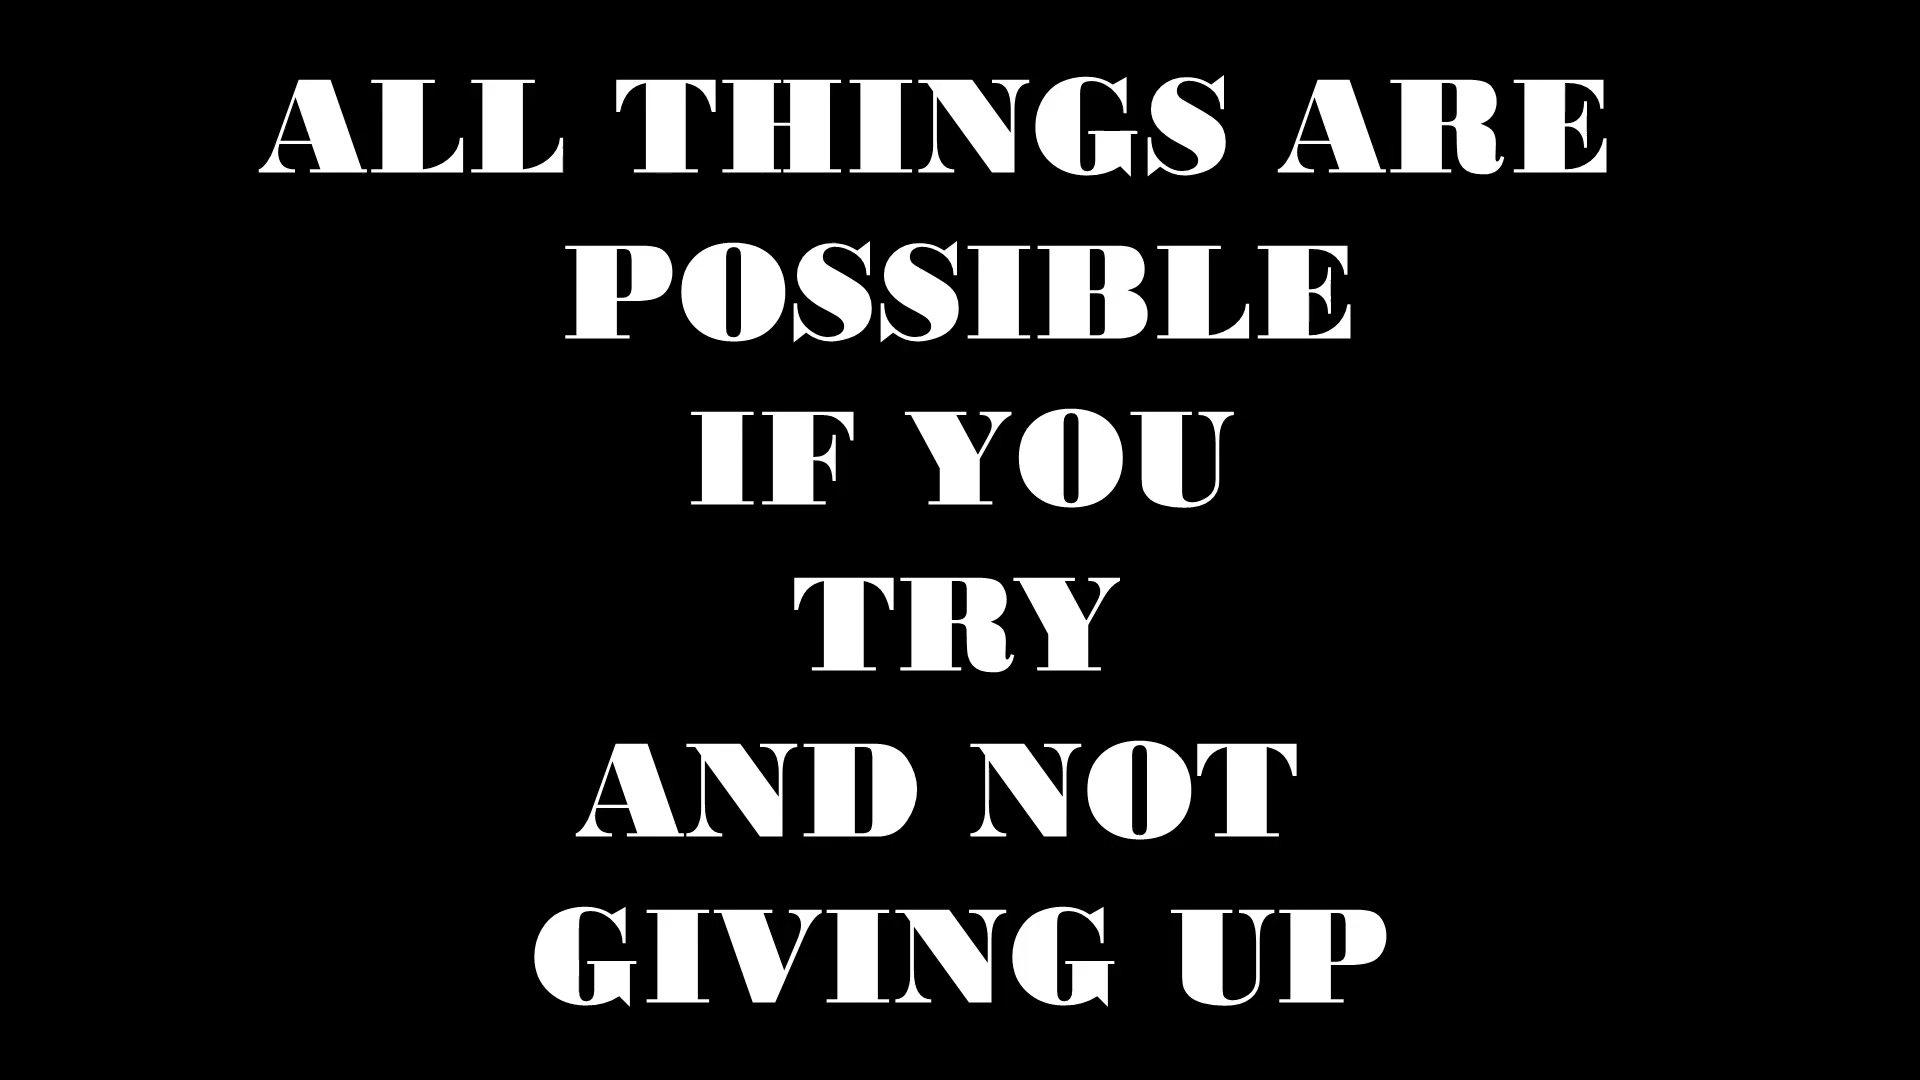 ALL THINGS ARE
POSSIBLE
IF YOU
TRY
AND NOT
GIVING UP